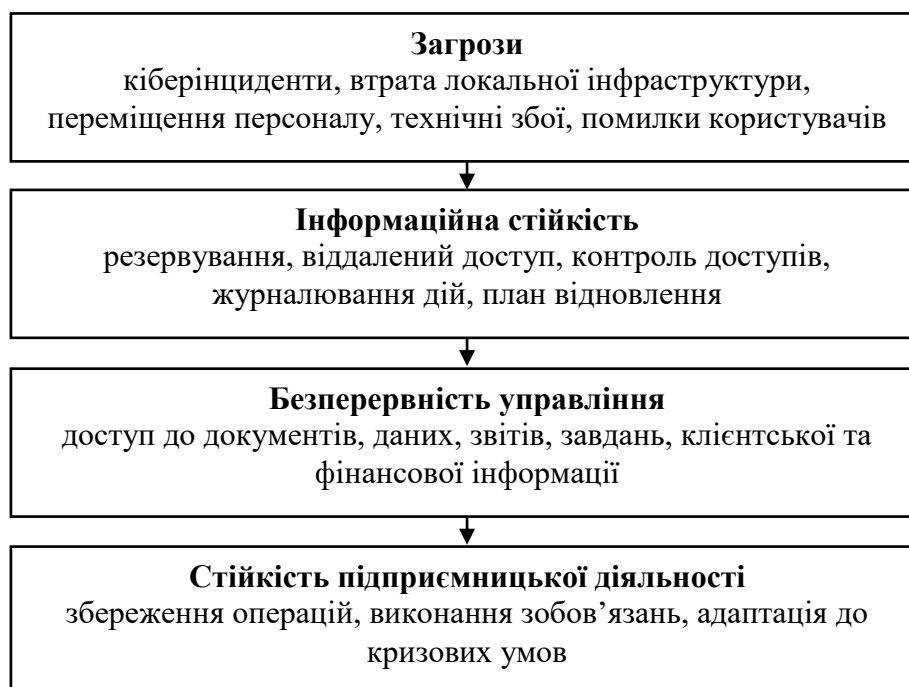 Загрози
кіберінциденти, втрата локальної інфраструктури,
переміщення персоналу, технічні збої, помилки користувачів
Інформаційна стійкість
резервування, віддалений доступ, контроль доступів,
журналювання дій, план відновлення
Безперервність управління
доступ до документів, даних, звітів, завдань, клієнтської та
фінансової інформації
Стійкість підприємницької діяльності
збереження операцій, виконання зобов’язань, адаптація до
кризових умов